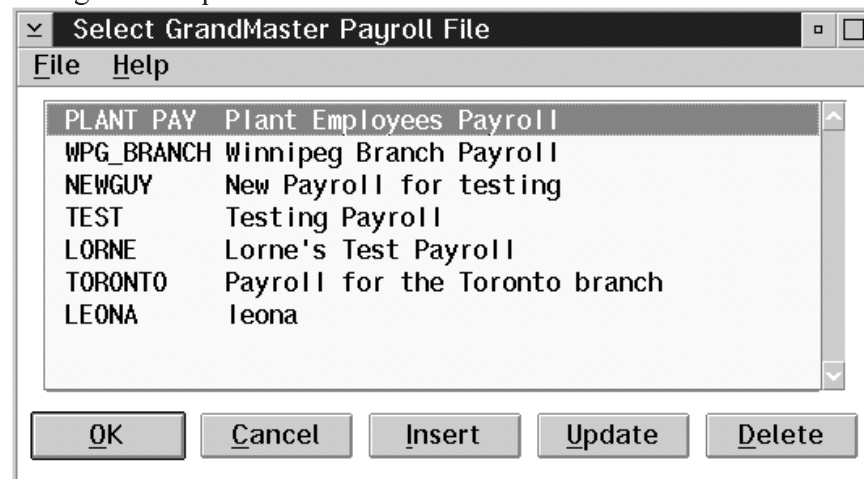 Select GrandMaster Payroll File
File Help
PLANT PAY Plant Employees Payroll
WPG_BRANCH Winnipeg Branch Payroll
NEWGUY New Payroll for testing
TEST Testing Payroll
LORNE Lorne's Test Payroll
TORONTO Payroll for the Toronto branch
LEONA leona
OK Cancel Insert Update Delete